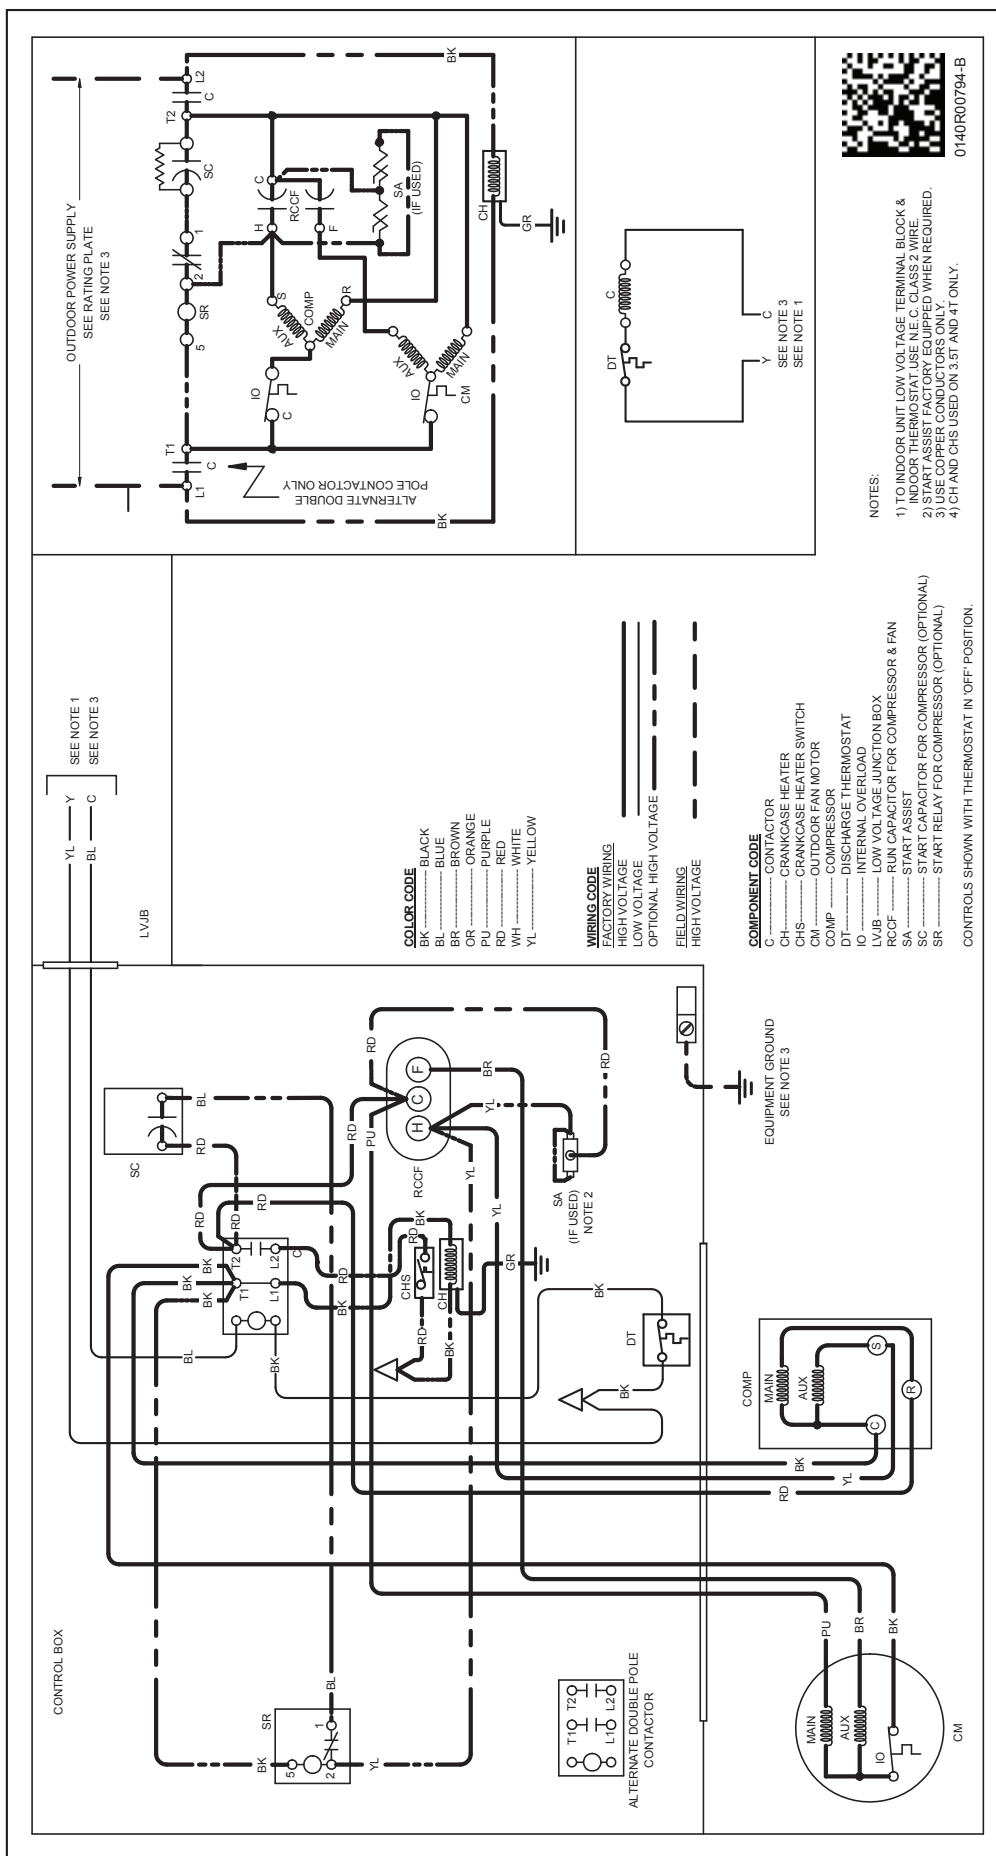 CONTROL BOX
SR
5
2
1
BK
YL
BL
ALTERNATE DOUBLE POLE
CONTACTOR
T1
T2
L1
L2
MAIN
AUX
IO
CM
PU
BR
BK
SC
RD
BL
RD
RD
RD
BK
BK
BK
T2
T1
L2
L1
C
BL
BK
RD
BK
CHS
CH
RD
BK
RD
BK
GR
RCCF
H
C
F
RD
RD
PU
YL
YL
YL
BR
RD
SA
(IF USED)
NOTE 2
DT
BK
BK
COMP
MAIN
AUX
S
C
R
BK
YL
RD
EQUIPMENT GROUND
SEE NOTE 3
LVJB
YL
Y
BL
C
SEE NOTE 1
SEE NOTE 3
COLOR CODE
BK ---------- BLACK
BL ---------- BLUE
BR ---------- BROWN
OR ---------- ORANGE
PU ---------- PURPLE
RD ---------- RED
WH ---------- WHITE
YL ---------- YELLOW
WIRING CODE
FACTORY WIRING
HIGH VOLTAGE
LOW VOLTAGE
OPTIONAL HIGH VOLTAGE
FIELD WIRING
HIGH VOLTAGE
COMPONENT CODE
C ---------- CONTACTOR
CH ---------- CRANKCASE HEATER
CHS ---------- CRANKCASE HEATER SWITCH
CM ---------- OUTDOOR FAN MOTOR
COMP ---------- COMPRESSOR
DT ---------- DISCHARGE THERMOSTAT
IO ---------- INTERNAL OVERLOAD
LVJB ---------- LOW VOLTAGE JUNCTION BOX
RCCF ---------- RUN CAPACITOR FOR COMPRESSOR & FAN
SA ---------- START ASSIST
SC ---------- START CAPACITOR FOR COMPRESSOR (OPTIONAL)
SR ---------- START RELAY FOR COMPRESSOR (OPTIONAL)
CONTROLS SHOWN WITH THERMOSTAT IN 'OFF' POSITION.
OUTDOOR POWER SUPPLY
SEE RATING PLATE
SEE NOTE 3
L1
C
T1
5
SR
2
1
SC
T2
C
L2
ALTERNATE DOUBLE
POLE CONTACTOR ONLY
IO
C
AUX
S
COMP
MAIN
R
H
C
RCCF
F
SA
(IF USED)
IO
AUX
MAIN
CM
BK
BK
CH
GR
DT
C
Y
C
SEE NOTE 3
SEE NOTE 1
NOTES:
1) TO INDOOR UNIT LOW VOLTAGE TERMINAL BLOCK &
INDOOR THERMOSTAT.USE N.E.C. CLASS 2 WIRE.
2) START ASSIST FACTORY EQUIPPED WHEN REQUIRED.
3) USE COPPER CONDUCTORS ONLY.
4) CH AND CHS USED ON 3.5T AND 4T ONLY.
0140R00794-B